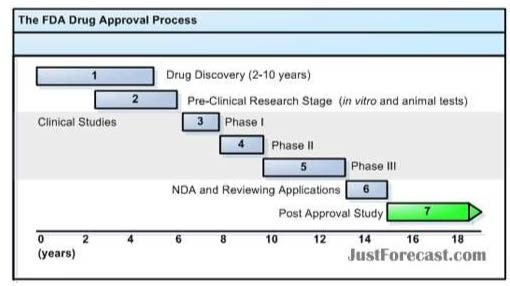 The FDA Drug Approval Process
1 Drug Discovery (2-10 years)
2 Pre-Clinical Research Stage (in vitro and animal tests)
Clinical Studies 3 Phase I
4 Phase II
5 Phase III
NDA and Reviewing Applications 6
Post Approval Study 7
0 2 4 6 8 10 12 14 16 18
(years)
JustForecast.com